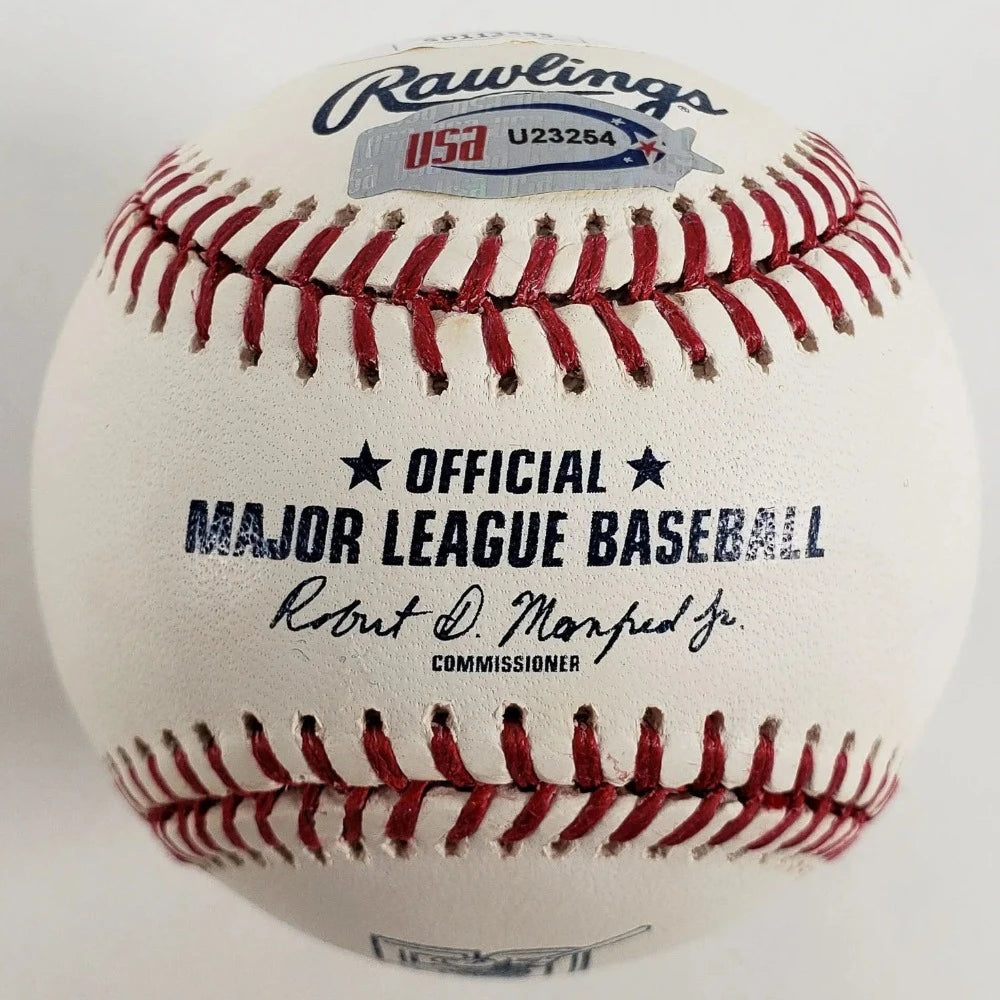 Rawlings
USA U23254
★ OFFICIAL ★
MAJOR LEAGUE BASEBALL
Robert D. Manfred Jr.
COMMISSIONER